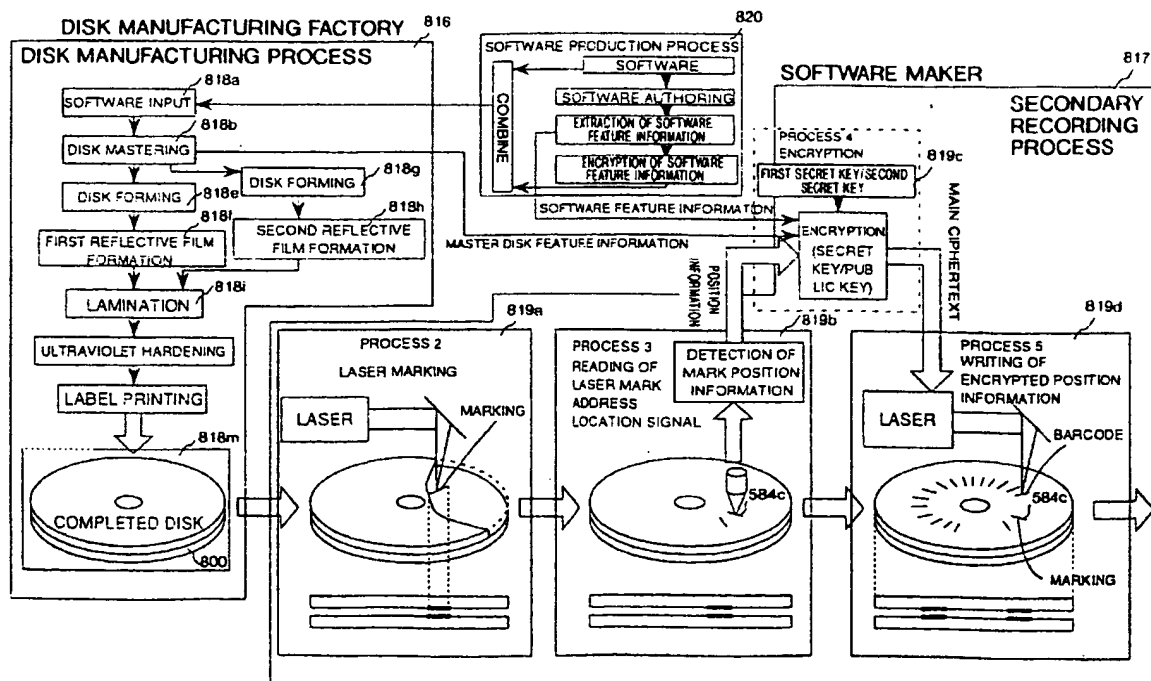 DISK MANUFACTURING FACTORY
816
DISK MANUFACTURING PROCESS
818a
SOFTWARE INPUT
818b
DISK MASTERING
DISK FORMING
818e
DISK FORMING
818g
818f
FIRST REFLECTIVE FILM
FORMATION
818h
SECOND REFLECTIVE
FILM FORMATION
LAMINATION
818i
ULTRAVIOLET HARDENING
LABEL PRINTING
818m
COMPLETED DISK
800
820
SOFTWARE PRODUCTION PROCESS
COMBINE
SOFTWARE
SOFTWARE AUTHORING
EXTRACTION OF SOFTWARE
FEATURE INFORMATION
ENCRYPTION OF SOFTWARE
FEATURE INFORMATION
SOFTWARE FEATURE INFORMATION
MASTER DISK FEATURE INFORMATION
SOFTWARE MAKER
817
SECONDARY
RECORDING
PROCESS
PROCESS 4
ENCRYPTION
819c
FIRST SECRET KEY/SECOND
SECRET KEY
ENCRYPTION
(SECRET
KEY/PUB
LIC KEY)
MAIN CIPHERTEXT
POSITION
INFORMATION
819a
PROCESS 2
LASER MARKING
LASER
MARKING
819b
PROCESS 3
READING OF
LASER MARK
ADDRESS
LOCATION SIGNAL
DETECTION OF
MARK POSITION
INFORMATION
584c
819d
PROCESS 5
WRITING OF
ENCRYPTED POSITION
INFORMATION
LASER
BARCODE
584c
MARKING